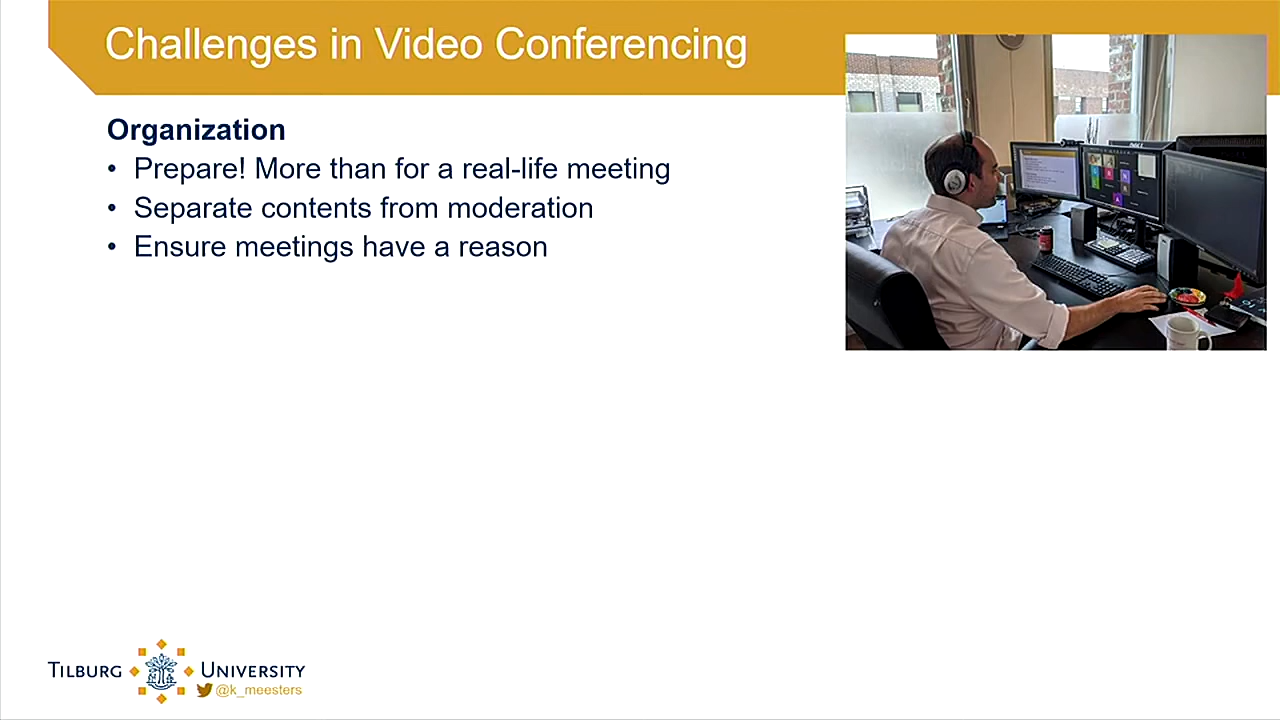 Challenges in Video Conferencing
Organization
• Prepare! More than for a real-life meeting
• Separate contents from moderation
• Ensure meetings have a reason
TILBURG UNIVERSITY
@k_meesters